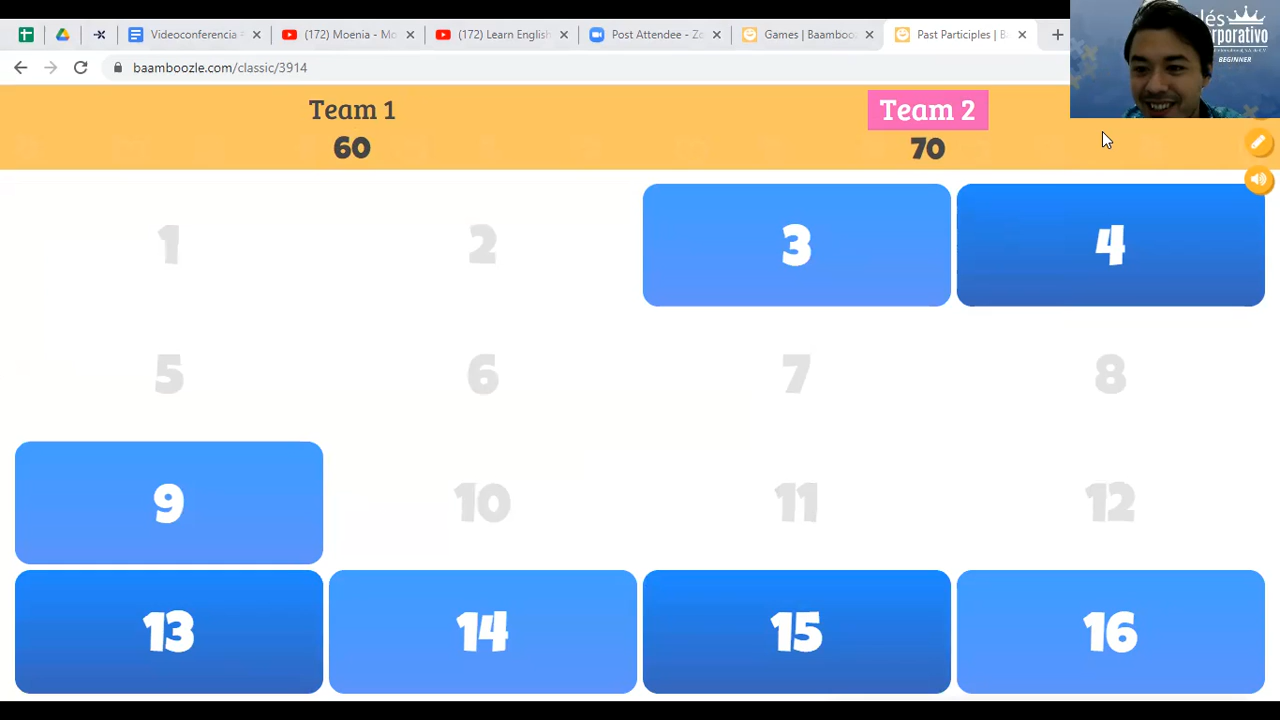 Videoconferencia
(172) Moenia - Mo
(172) Learn English
Post Attendee - Zo
Games | Baamboo
Past Participles | B
baamboozle.com/classic/3914
BEGINNER
Team 1
Team 2
60
70
1
2
3
4
5
6
7
8
9
10
11
12
13
14
15
16